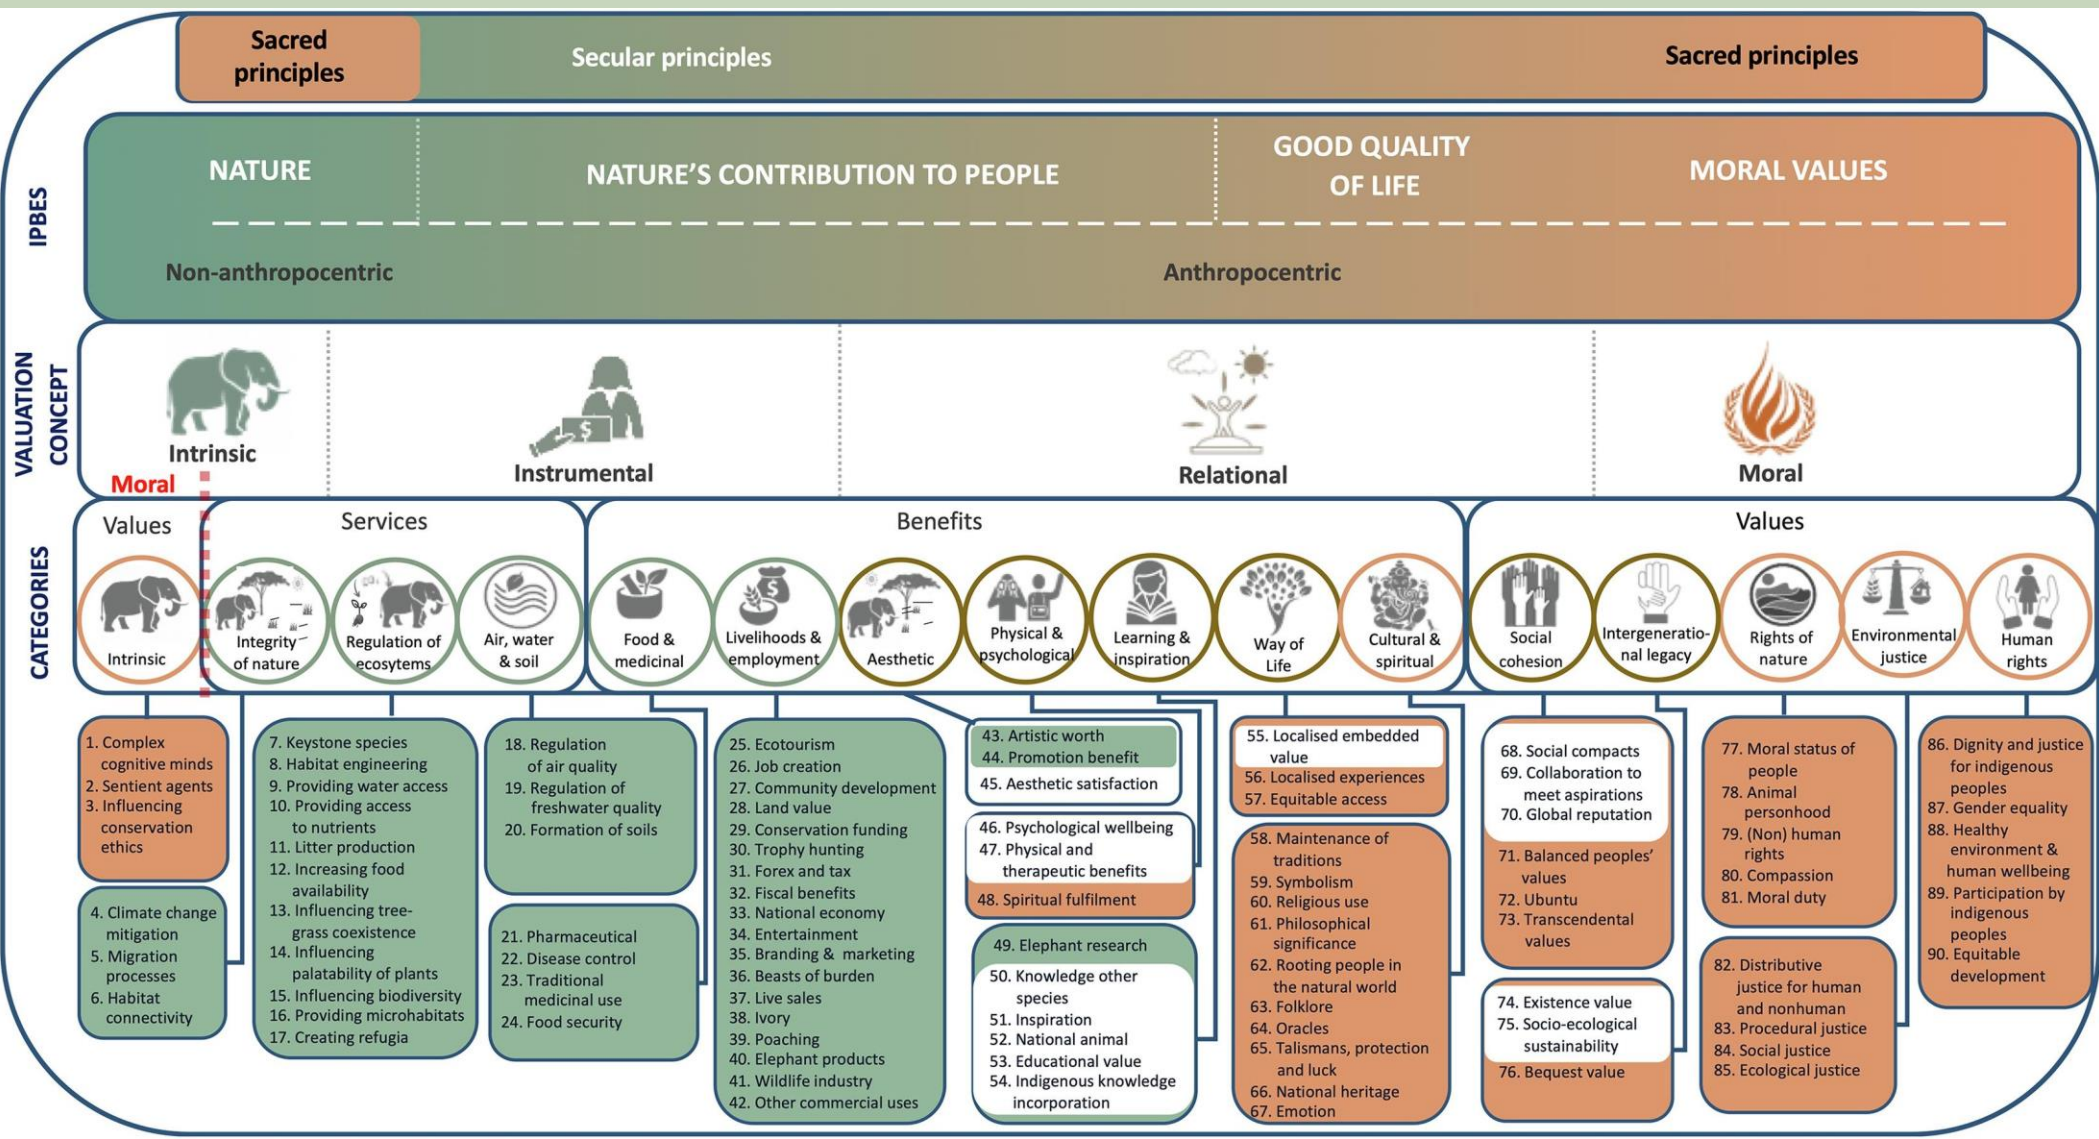 Sacred
principles
Secular principles
Sacred principles
IPBES
NATURE
NATURE'S CONTRIBUTION TO PEOPLE
GOOD QUALITY
OF LIFE
MORAL VALUES
Non-anthropocentric
Anthropocentric
VALUATION
CONCEPT
Intrinsic
Moral
$
Instrumental
Relational
Moral
CATEGORIES
Values
Services
Benefits
Values
Intrinsic
Integrity
of nature
Regulation of
ecosytems
Air, water
& soil
Food &
medicinal
$
Livelihoods &
employment
Aesthetic
Physical &
psychological
Learning &
inspiration
Way of
Life
Cultural &
spiritual
Social
cohesion
Intergeneratio-
nal legacy
Rights of
nature
Environmental
justice
Human
rights
1. Complex
cognitive minds
2. Sentient agents
3. Influencing
conservation
ethics
4. Climate change
mitigation
5. Migration
processes
6. Habitat
connectivity
7. Keystone species
8. Habitat engineering
9. Providing water access
10. Providing access
to nutrients
11. Litter production
12. Increasing food
availability
13. Influencing tree-
grass coexistence
14. Influencing
palatability of plants
15. Influencing biodiversity
16. Providing microhabitats
17. Creating refugia
18. Regulation
of air quality
19. Regulation of
freshwater quality
20. Formation of soils
21. Pharmaceutical
22. Disease control
23. Traditional
medicinal use
24. Food security
25. Ecotourism
26. Job creation
27. Community development
28. Land value
29. Conservation funding
30. Trophy hunting
31. Forex and tax
32. Fiscal benefits
33. National economy
34. Entertainment
35. Branding & marketing
36. Beasts of burden
37. Live sales
38. Ivory
39. Poaching
40. Elephant products
41. Wildlife industry
42. Other commercial uses
43. Artistic worth
44. Promotion benefit
45. Aesthetic satisfaction
46. Psychological wellbeing
47. Physical and
therapeutic benefits
48. Spiritual fulfilment
49. Elephant research
50. Knowledge other
species
51. Inspiration
52. National animal
53. Educational value
54. Indigenous knowledge
incorporation
55. Localised embedded
value
56. Localised experiences
57. Equitable access
58. Maintenance of
traditions
59. Symbolism
60. Religious use
61. Philosophical
significance
62. Rooting people in
the natural world
63. Folklore
64. Oracles
65. Talismans, protection
and luck
66. National heritage
67. Emotion
68. Social compacts
69. Collaboration to
meet aspirations
70. Global reputation
71. Balanced peoples'
values
72. Ubuntu
73. Transcendental
values
74. Existence value
75. Socio-ecological
sustainability
76. Bequest value
77. Moral status of
people
78. Animal
personhood
79. (Non) human
rights
80. Compassion
81. Moral duty
82. Distributive
justice for human
and nonhuman
83. Procedural justice
84. Social justice
85. Ecological justice
86. Dignity and justice
for indigenous
peoples
87. Gender equality
88. Healthy
environment &
human wellbeing
89. Participation by
indigenous
peoples
90. Equitable
development